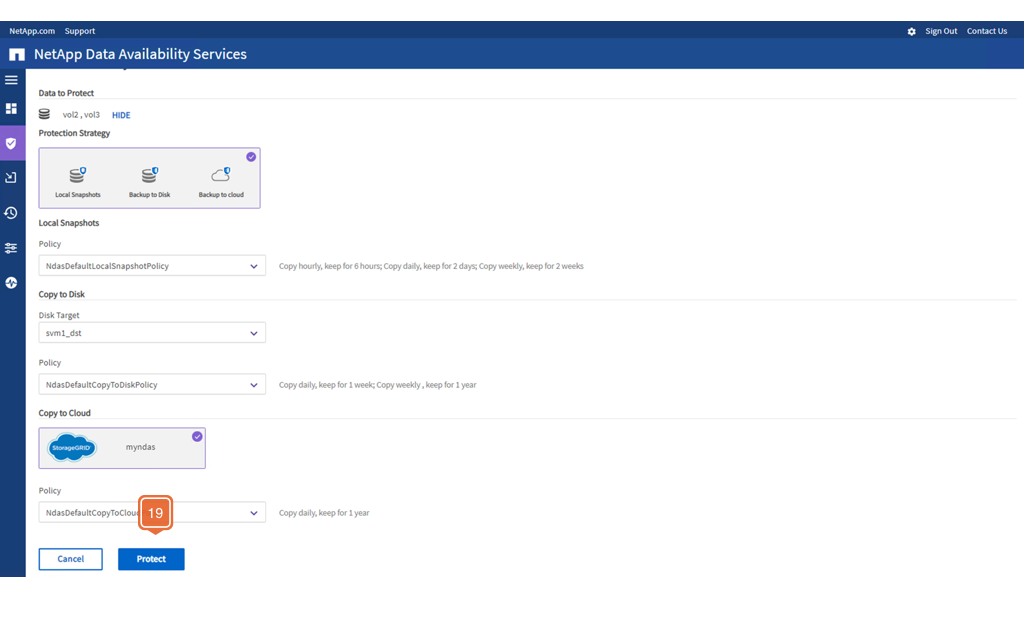 NetApp.com Support Sign Out Contact Us
NetApp Data Availability Services
Data to Protect
vol2 , vol3 HIDE
Protection Strategy
Local Snapshots Backup to Disk Backup to cloud
Local Snapshots
Policy
NdasDefaultLocalSnapshotPolicy Copy hourly, keep for 6 hours; Copy daily, keep for 2 days; Copy weekly, keep for 2 weeks
Copy to Disk
Disk Target
svm1_dst
Policy
NdasDefaultCopyToDiskPolicy Copy daily, keep for 1 week; Copy weekly , keep for 1 year
Copy to Cloud
StorageGRID myndas
Policy
NdasDefaultCopyToClou 19 Copy daily, keep for 1 year
Cancel Protect